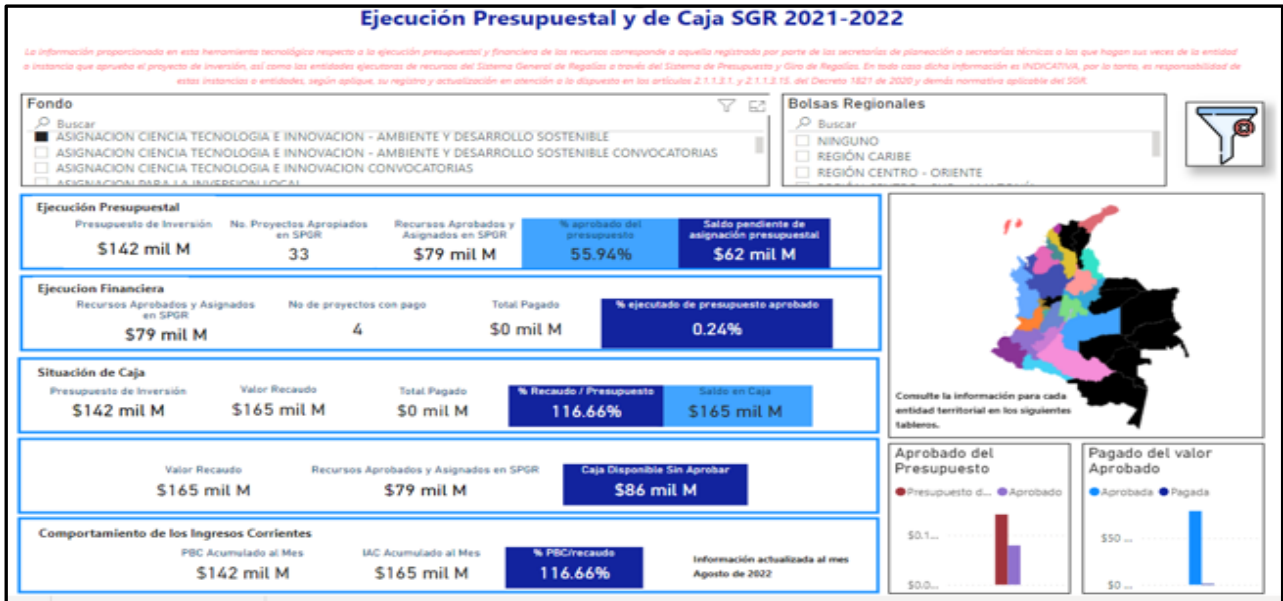 Ejecución Presupuestal y de Caja SGR 2021-2022
La información proporcionada en esta herramienta tecnológica respecto a la ejecución presupuestal y financiera de los recursos corresponde a aquella registrada por parte de las secretarías de planeación o secretarías técnicas o las que hagan sus veces de la entidad
o instancia que aprueba el proyecto de inversión, así como las entidades ejecutoras de recursos del Sistema General de Regalías a través del Sistema de Presupuesto y Giro de Regalías. En todo caso dicha información es INDICATIVA, por lo tanto, es responsabilidad de
estas instancias o entidades, según aplique, su registro y actualización en atención a lo dispuesto en los artículos 2.1.1.3.1. y 2.1.1.3.15. del Decreto 1821 de 2020 y demás normativa aplicable del SGR.
Fondo
Buscar
ASIGNACION CIENCIA TECNOLOGIA E INNOVACION - AMBIENTE Y DESARROLLO SOSTENIBLE
ASIGNACION CIENCIA TECNOLOGIA E INNOVACION - AMBIENTE Y DESARROLLO SOSTENIBLE CONVOCATORIAS
ASIGNACION CIENCIA TECNOLOGIA E INNOVACION CONVOCATORIAS
ASIGNACION PARA LA INVERSION LOCAL
Bolsas Regionales
Buscar
NINGUNO
REGIÓN CARIBE
REGIÓN CENTRO - ORIENTE
Ejecución Presupuestal
Presupuesto de Inversión
$142 mil M
No. Proyectos Apropiados
en SPGR
33
Recursos Aprobados y
Asignados en SPGR
$79 mil M
% aprobado del
presupuesto
55.94%
Saldo pendiente de
asignación presupuestal
$62 mil M
Ejecucion Financiera
Recursos Aprobados y Asignados
en SPGR
$79 mil M
No de proyectos con pago
4
Total Pagado
$0 mil M
% ejecutado de presupuesto aprobado
0.24%
Situación de Caja
Presupuesto de Inversión
$142 mil M
Valor Recaudo
$165 mil M
Total Pagado
$0 mil M
% Recaudo / Presupuesto
116.66%
Saldo en Caja
$165 mil M
Valor Recaudo
$165 mil M
Recursos Aprobados y Asignados en SPGR
$79 mil M
Caja Disponible Sin Aprobar
$86 mil M
Comportamiento de los Ingresos Corrientes
PBC Acumulado al Mes
$142 mil M
IAC Acumulado al Mes
$165 mil M
% PBC/recaudo
116.66%
Información actualizada al mes
Agosto de 2022
Consulte la información para cada
entidad territorial en los siguientes
tableros.
Aprobado del
Presupuesto
Presupuesto d... Aprobado
$0.1...
$0.0...
Pagado del valor
Aprobado
Aprobada Pagada
$50 ...
$0 ...